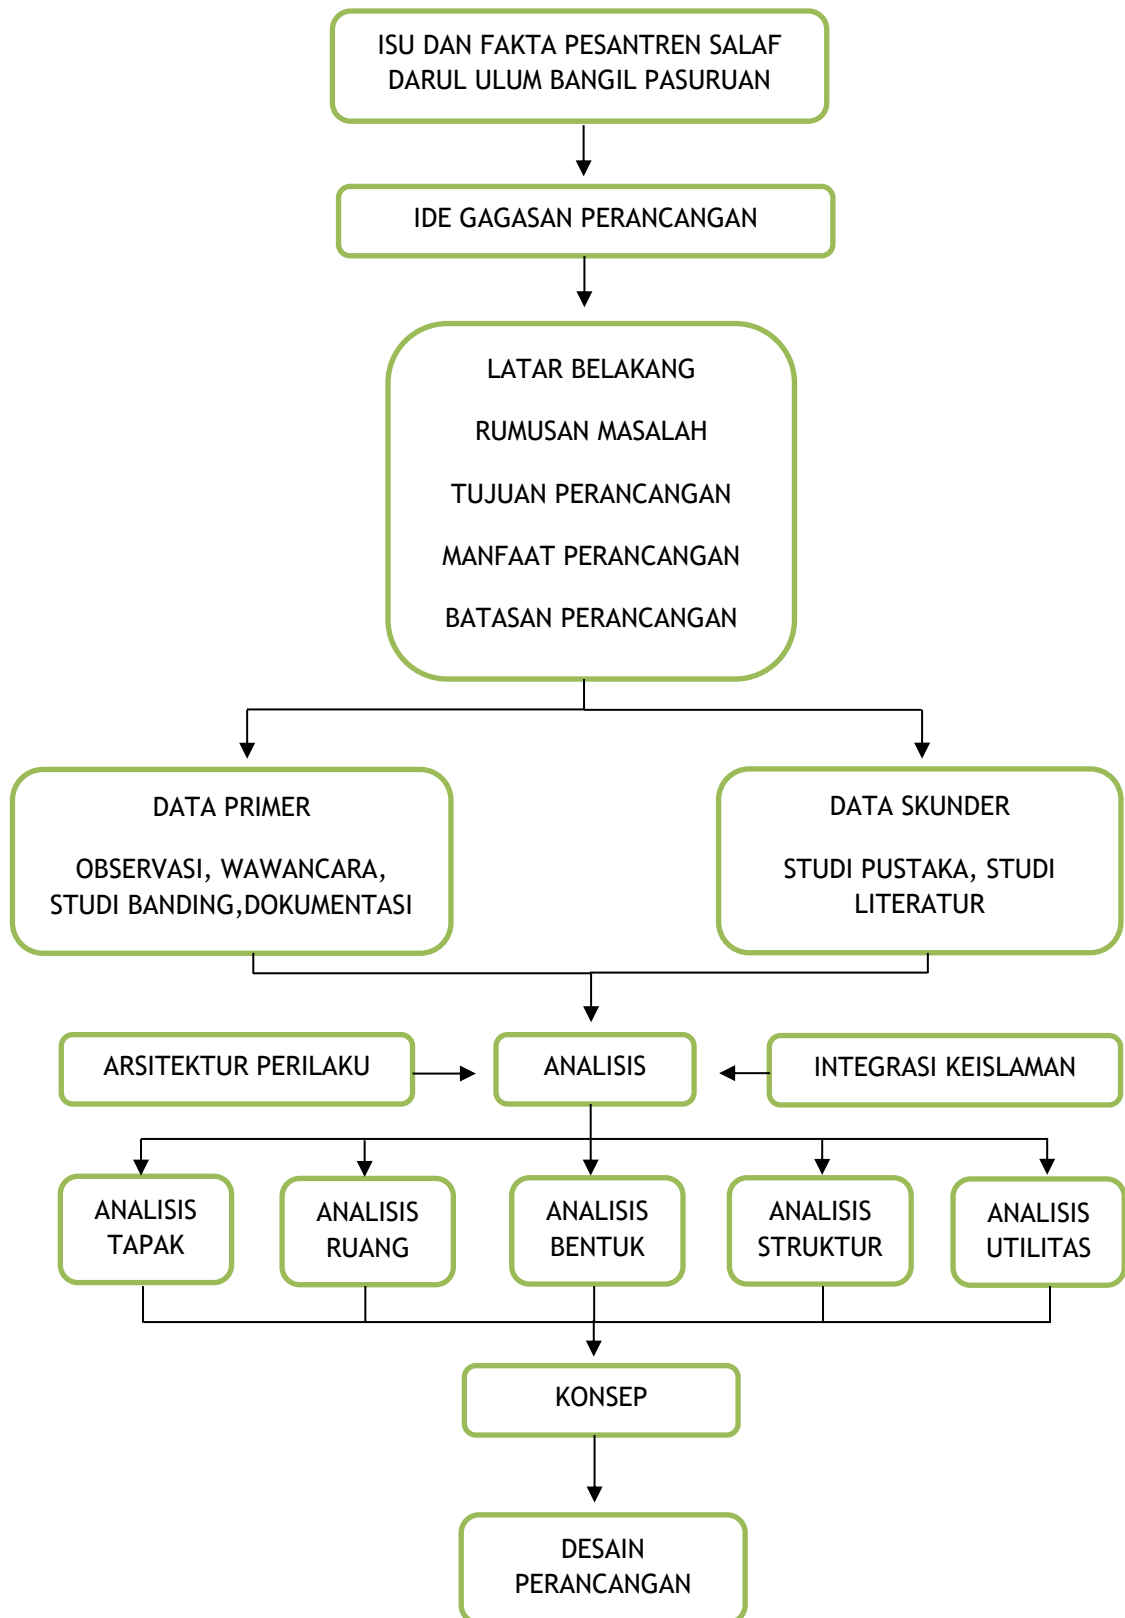 ISU DAN FAKTA PESANTREN SALAF
DARUL ULUM BANGIL PASURUAN
IDE GAGASAN PERANCANGAN
LATAR BELAKANG
RUMUSAN MASALAH
TUJUAN PERANCANGAN
MANFAAT PERANCANGAN
BATASAN PERANCANGAN
DATA PRIMER
OBSERVASI, WAWANCARA,
STUDI BANDING,DOKUMENTASI
DATA SKUNDER
STUDI PUSTAKA, STUDI
LITERATUR
ARSITEKTUR PERILAKU
ANALISIS
INTEGRASI KEISLAMAN
ANALISIS
TAPAK
ANALISIS
RUANG
ANALISIS
BENTUK
ANALISIS
STRUKTUR
ANALISIS
UTILITAS
KONSEP
DESAIN
PERANCANGAN